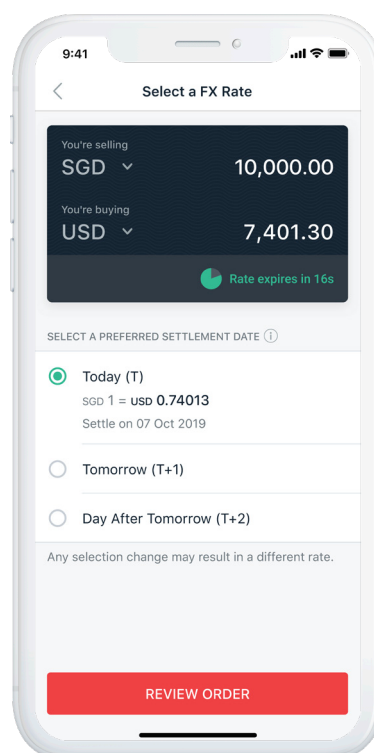 9:41
Select a FX Rate
You're selling
SGD 10,000.00
You're buying
USD 7,401.30
Rate expires in 16s
SELECT A PREFERRED SETTLEMENT DATE i
Today (T)
SGD 1 = USD 0.74013
Settle on 07 Oct 2019
Tomorrow (T+1)
Day After Tomorrow (T+2)
Any selection change may result in a different rate.
REVIEW ORDER